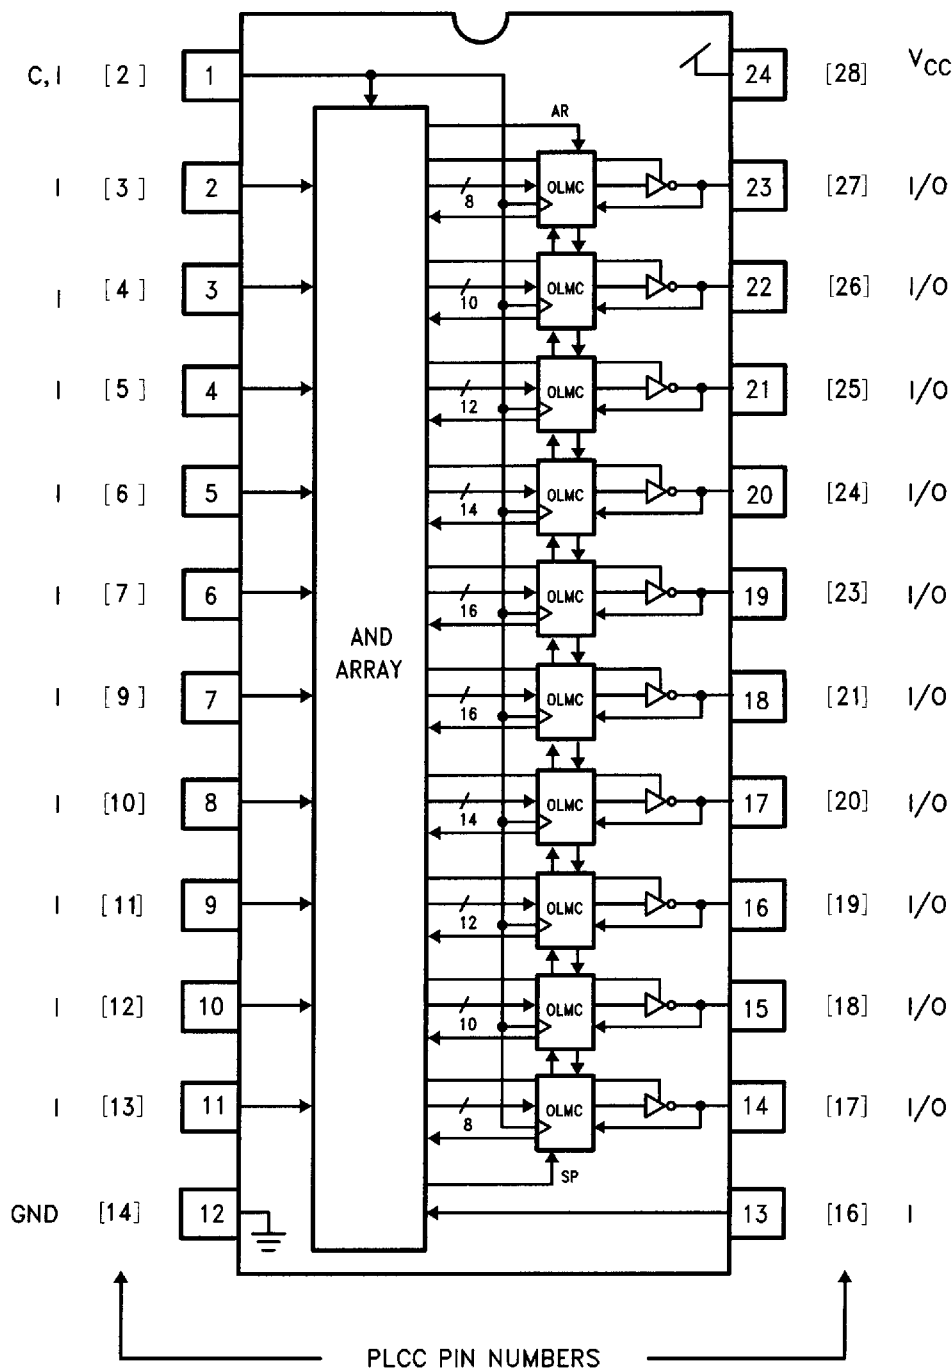 C, I [2] 1 24 [28] VCC
AR
I [3] 2 8 OLMC 23 [27] I/O
I [4] 3 10 OLMC 22 [26] I/O
I [5] 4 12 OLMC 21 [25] I/O
I [6] 5 14 OLMC 20 [24] I/O
I [7] 6 16 OLMC 19 [23] I/O
AND
ARRAY
I [9] 7 16 OLMC 18 [21] I/O
I [10] 8 14 OLMC 17 [20] I/O
I [11] 9 12 OLMC 16 [19] I/O
I [12] 10 10 OLMC 15 [18] I/O
I [13] 11 8 OLMC 14 [17] I/O
SP
GND [14] 12 13 [16] I
PLCC PIN NUMBERS